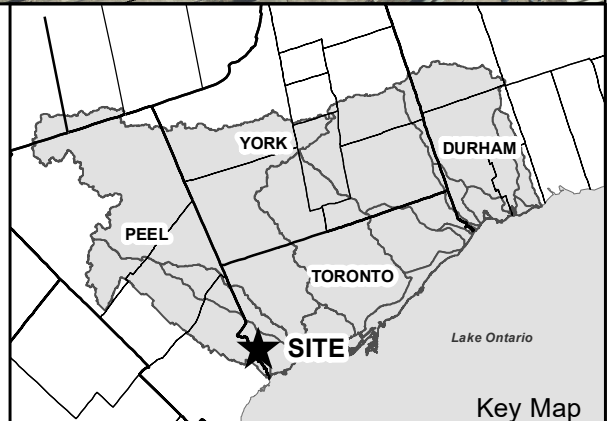 YORK
DURHAM
PEEL
TORONTO
Lake Ontario
SITE
Key Map